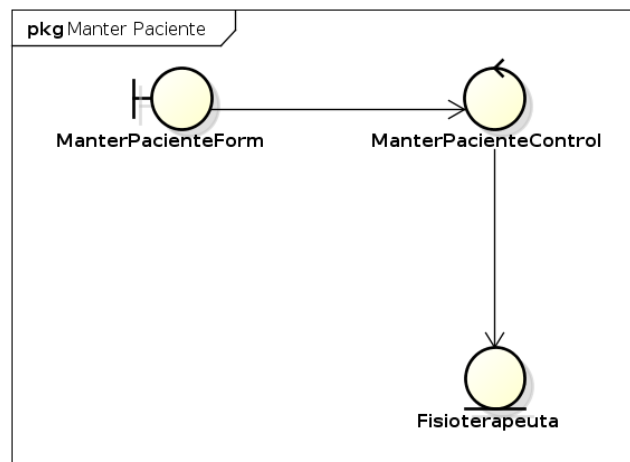 pkg Manter Paciente
ManterPacienteForm
ManterPacienteControl
Fisioterapeuta